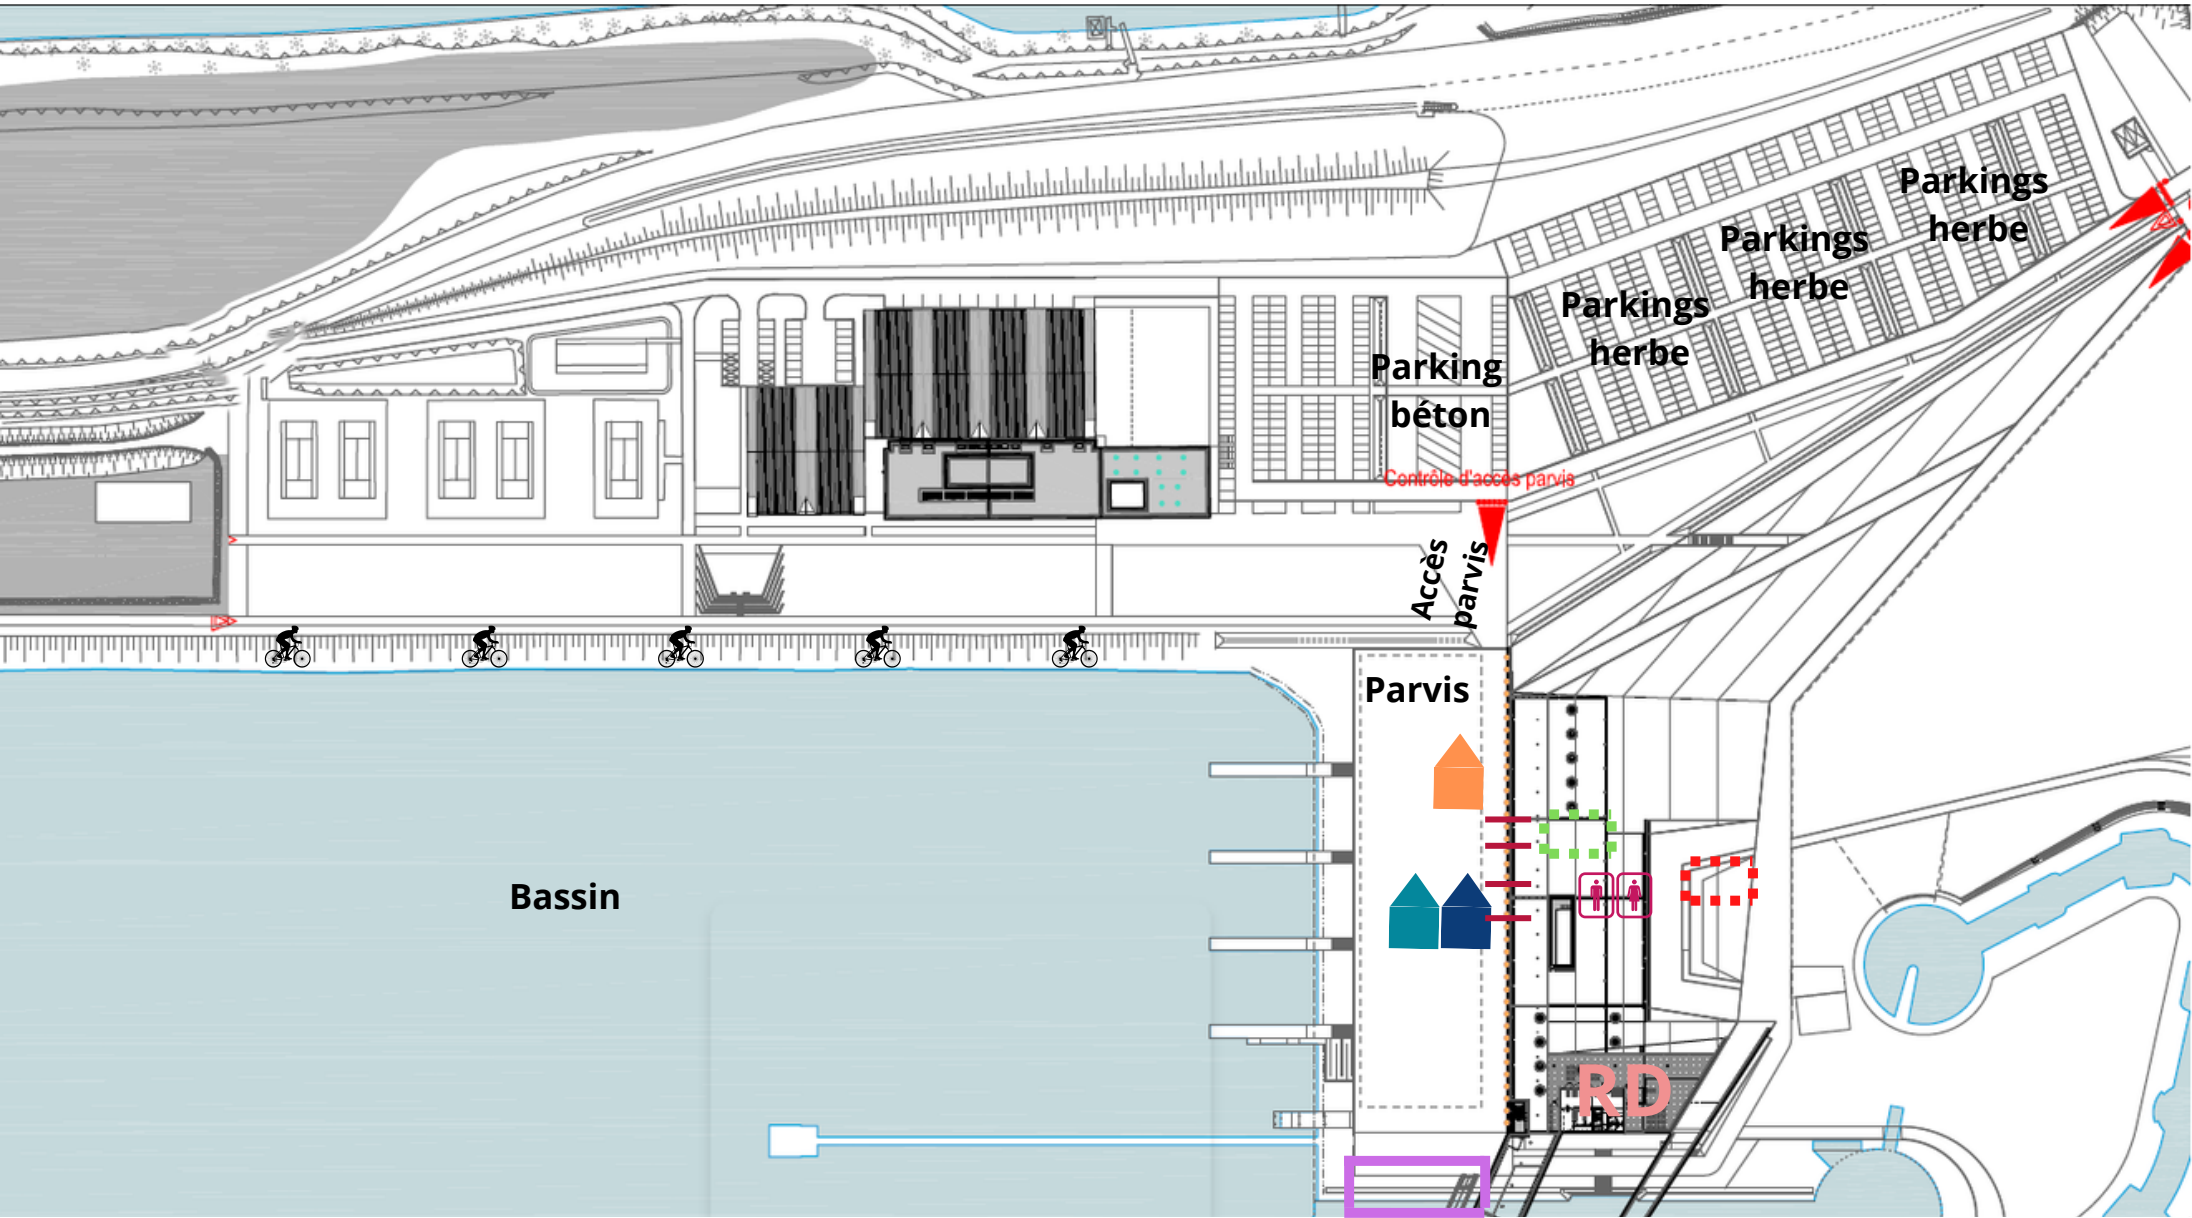 Parkings
herbe
Parkings
herbe
Parkings
herbe
Parking
béton
Contrôle d'accès parvis
Accès
parvis
Parvis
Bassin
RD